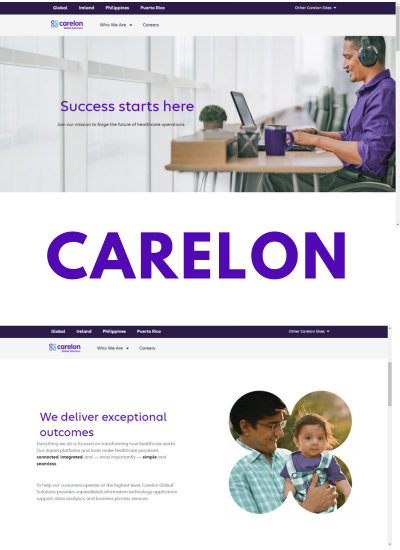 Global Ireland Philippines Puerto Rico Other Carelon Sites
carelon Who We Are Careers
Global Solutions
Success starts here
Join our mission to forge the future of healthcare operations.
CARELON
Global Ireland Philippines Puerto Rico Other Carelon Sites
carelon Who We Are Careers
Global Solutions
We deliver exceptional
outcomes
Everything we do is focused on transforming how healthcare works.
Our digital platforms and tools make healthcare processes
connected, integrated, and — most importantly — simple and
seamless.
To help our customers operate at the highest level, Carelon Global
Solutions provides unparalleled information technology application
support, data analytics, and business process services.